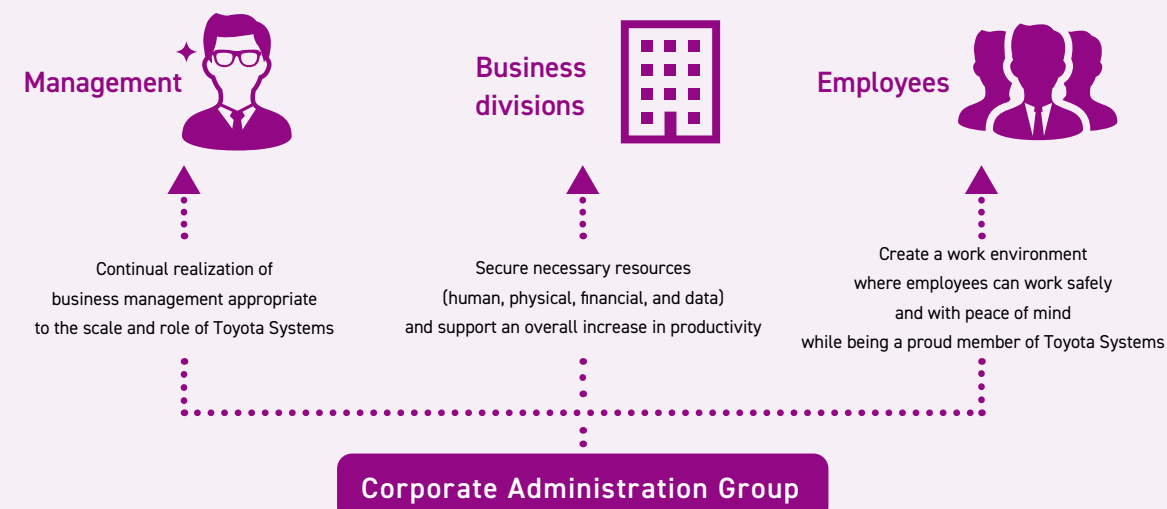 Management
Business
divisions
Employees
Continual realization of
business management appropriate
to the scale and role of Toyota Systems
Secure necessary resources
(human, physical, financial, and data)
and support an overall increase in productivity
Create a work environment
where employees can work safely
and with peace of mind
while being a proud member of Toyota Systems
Corporate Administration Group